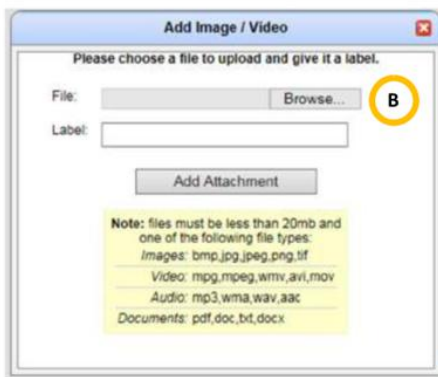 Add Image / Video
Please choose a file to upload and give it a label.
File: Browse... B
Label:
Add Attachment
Note: files must be less than 20mb and
one of the following file types:
Images: bmp,jpg,jpeg,png,tif
Video: mpg,mpeg,wmv,avi,mov
Audio: mp3,wma,wav,aac
Documents: pdf,doc,txt,docx